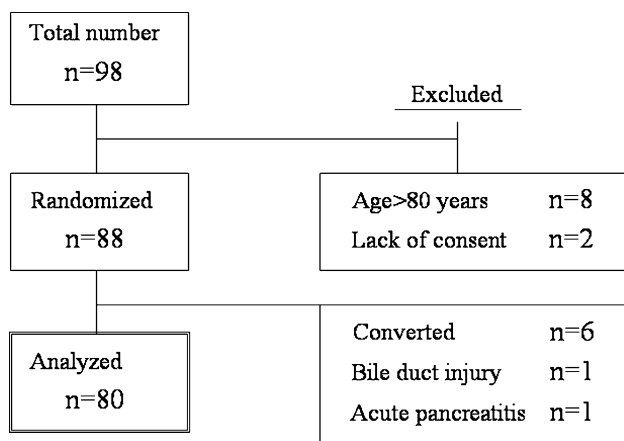 Total number
n=98
Excluded
Randomized
n=88
Age>80 years n=8
Lack of consent n=2
Analyzed
n=80
Converted n=6
Bile duct injury n=1
Acute pancreatitis n=1